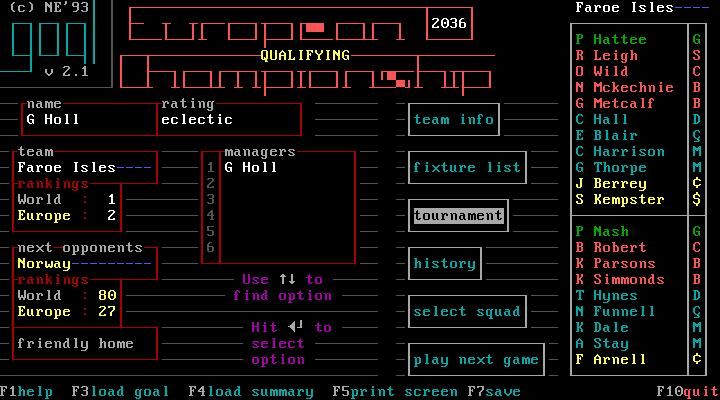 (c) NE'93
goal
v 2.1
European
2036
QUALIFYING
Championship
name
G Holl
rating
eclectic
team
Faroe Isles----
rankings
World : 1
Europe : 2
next opponents
Norway---------
rankings
World : 80
Europe : 27
friendly home
managers
1 G Holl
2
3
4
5
6
Use ↑↓ to
find option
Hit ◄┘ to
select
option
team info
fixture list
tournament
history
select squad
play next game
Faroe Isles----
P Hattee G
R Leigh S
O Wild C
N Mckechnie B
G Metcalf B
C Hall D
E Blair Ç
C Harrison M
G Thorpe M
J Berrey ¢
S Kempster $
P Nash G
B Robert C
K Parsons B
K Simmonds B
T Hynes D
N Funnell Ç
K Dale M
A Stay M
F Arnell ¢
F1help F3load goal F4load summary F5print screen F7save F10quit